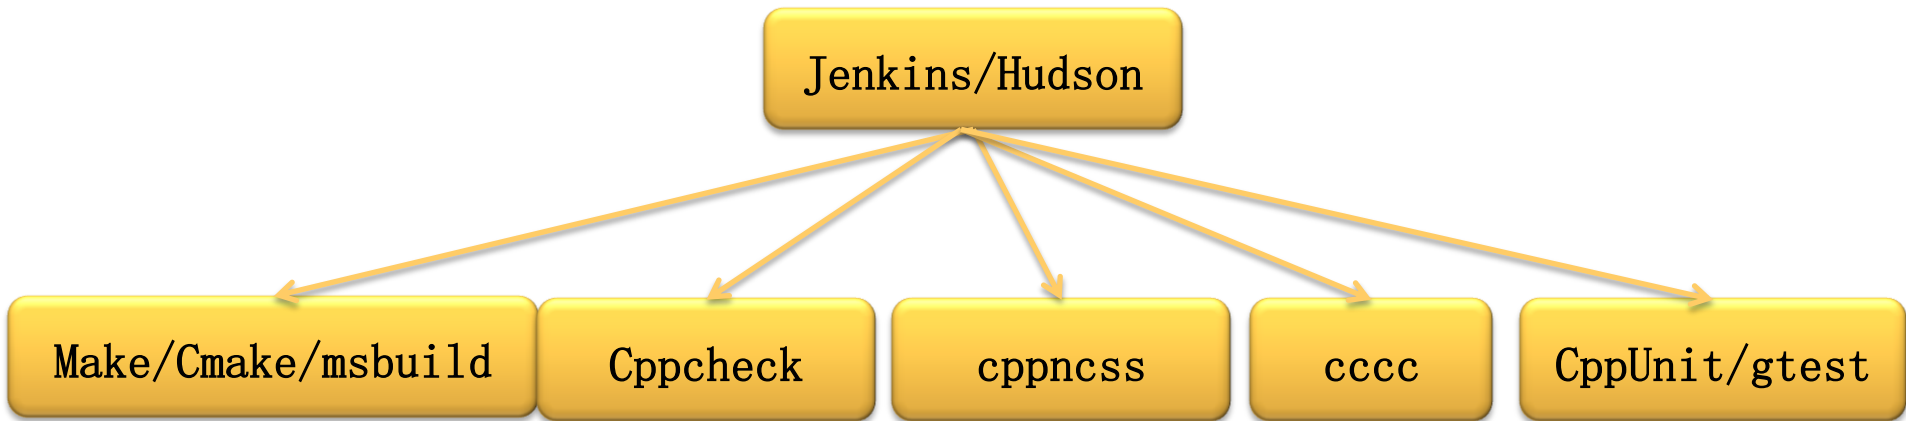 Jenkins/Hudson
Make/Cmake/msbuild
Cppcheck
cppncss
cccc
CppUnit/gtest